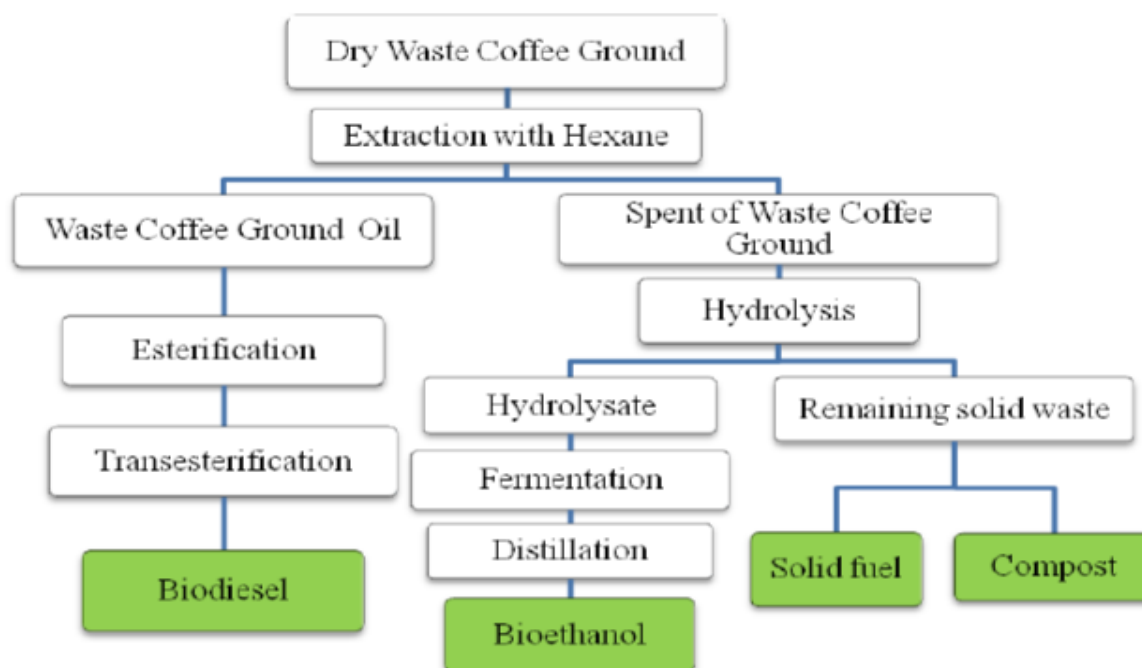 Dry Waste Coffee Ground
Extraction with Hexane
Waste Coffee Ground Oil
Spent of Waste Coffee
Ground
Hydrolysis
Esterification
Hydrolysate
Remaining solid waste
Transesterification
Fermentation
Distillation
Solid fuel
Compost
Biodiesel
Bioethanol